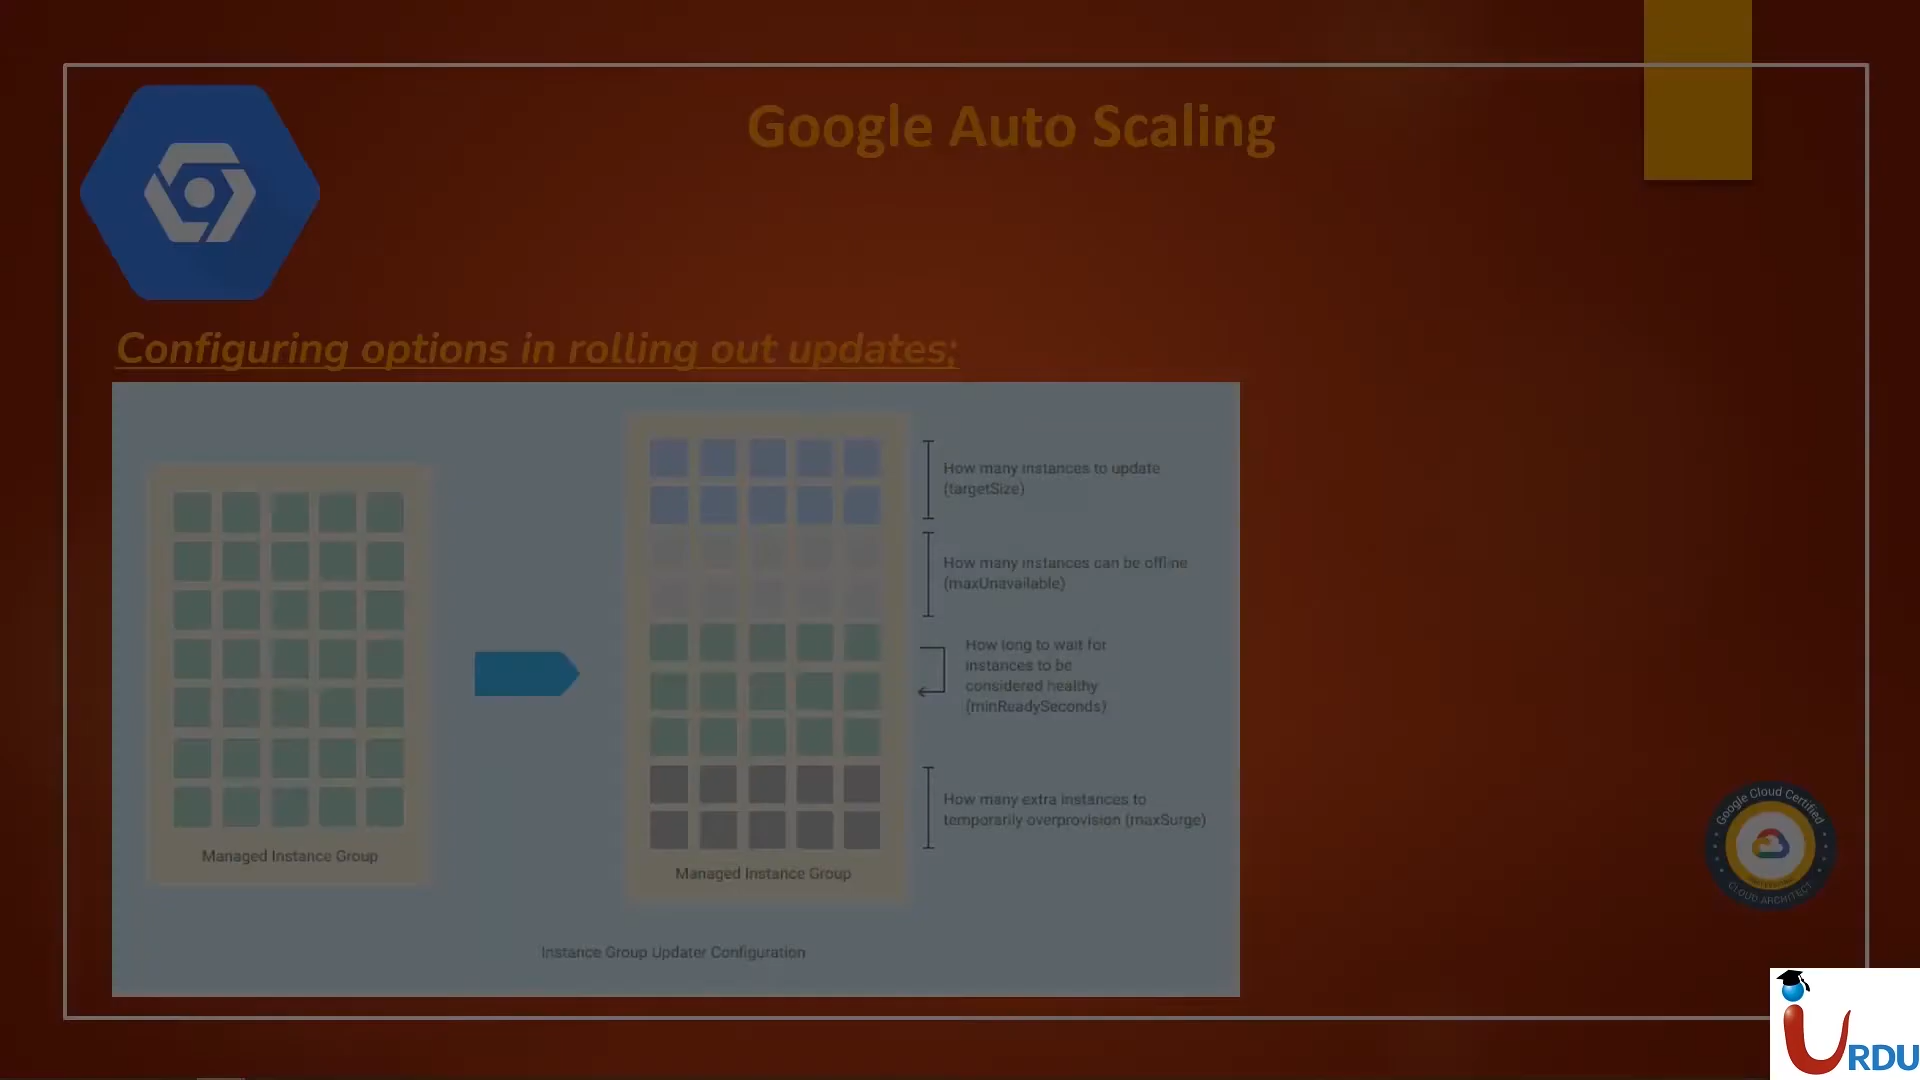 Google Auto Scaling
Configuring options in rolling out updates;
How many instances to update
(targetSize)
How many instances can be offline
(maxUnavailable)
How long to wait for
instances to be
considered healthy
(minReadySeconds)
How many extra instances to
temporarily overprovision (maxSurge)
Managed Instance Group
Managed Instance Group
Instance Group Updater Configuration
Google Cloud Certified
CLOUD ARCHITECT
iURDU